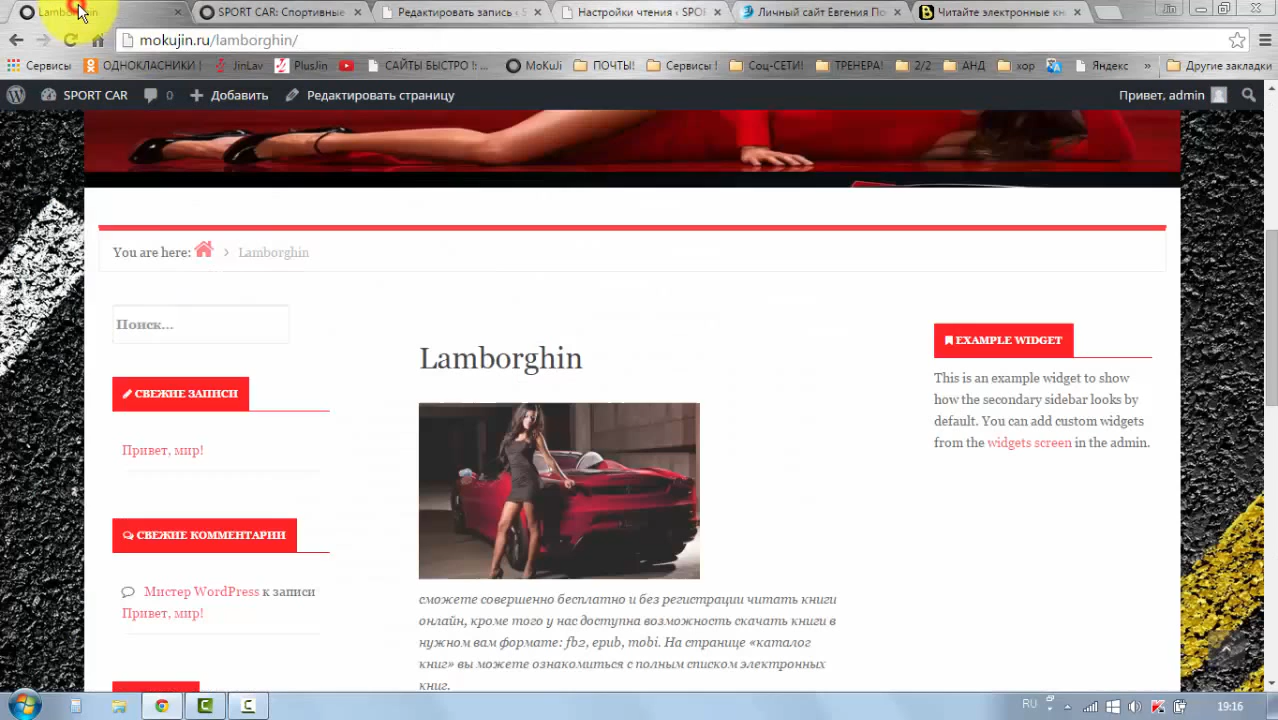 Lamborghin
SPORT CAR: Спортивные
Редактировать запись ‹ S
Настройки чтения ‹ SPO
Личный сайт Евгения По
Читайте электронные кн
Jin
mokujin.ru/lamborghin/
Сервисы
ОДНОКЛАСНИКИ
JinLav
PlusJin
САЙТЫ БЫСТРО !: ...
MoKuJi
ПОЧТЫ!
Сервисы !
Соц-СЕТИ!
ТРЕНЕРА!
2/2
АНД
хор
Яндекс
»
Другие закладки
SPORT CAR
0
Добавить
Редактировать страницу
Привет, admin
You are here:
Lamborghin
Поиск...
СВЕЖИЕ ЗАПИСИ
Привет, мир!
СВЕЖИЕ КОММЕНТАРИИ
Мистер WordPress к записи
Привет, мир!
Lamborghin
сможете совершенно бесплатно и без регистрации читать книги
онлайн, кроме того у нас доступна возможность скачать книги в
нужном вам формате: fb2, epub, mobi. На странице «каталог
книг» вы можете ознакомиться с полным списком электронных
книг.
EXAMPLE WIDGET
This is an example widget to show
how the secondary sidebar looks by
default. You can add custom widgets
from the widgets screen in the admin.
RU
19:16